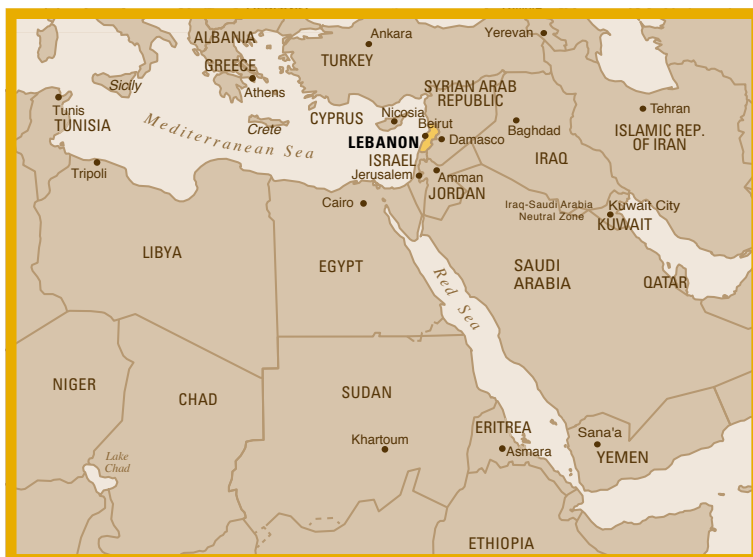 ALBANIA
Ankara
Yerevan
GREECE
TURKEY
Sicily
Athens
SYRIAN ARAB
REPUBLIC
Tunis
TUNISIA
CYPRUS
Nicosia
Tehran
Mediterranean Sea
Crete
Beirut
Baghdad
ISLAMIC REP.
OF IRAN
LEBANON
Damasco
IRAQ
ISRAEL
Tripoli
Jerusalem
Amman
JORDAN
Cairo
Iraq-Saudi Arabia
Neutral Zone
Kuwait City
KUWAIT
LIBYA
EGYPT
SAUDI
ARABIA
QATAR
Red Sea
NIGER
CHAD
SUDAN
ERITREA
Sana'a
Khartoum
Asmara
YEMEN
Lake
Chad
ETHIOPIA